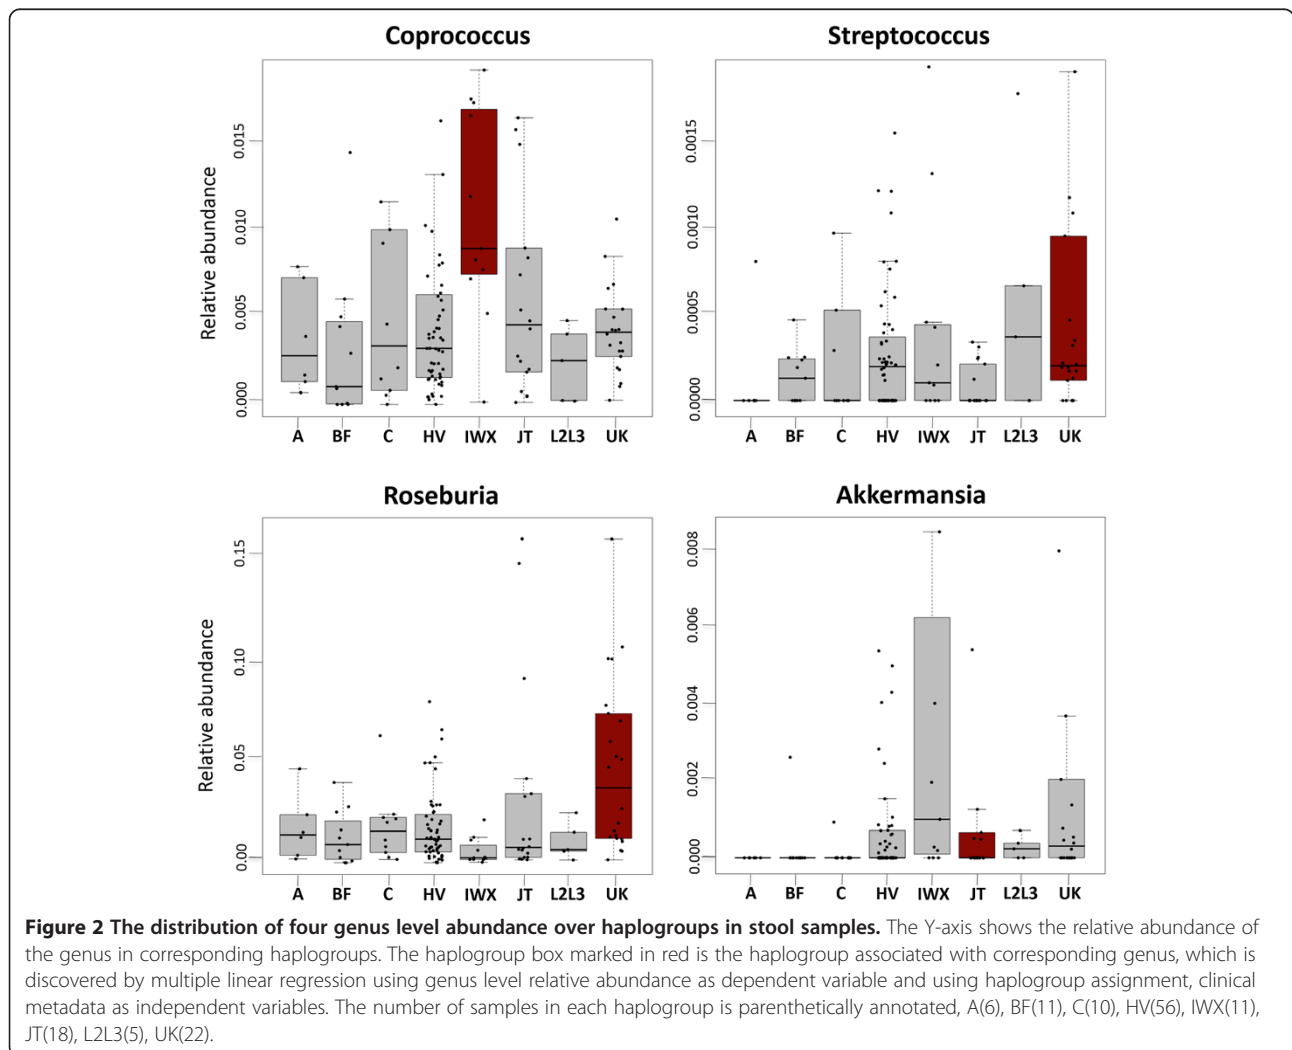 Coprococcus
Streptococcus
Relative abundance
0.015
0.010
0.005
0.000
A BF C HV IWX JT L2L3 UK
0.0015
0.0010
0.0005
0.0000
A BF C HV IWX JT L2L3 UK
Roseburia
Akkermansia
Relative abundance
0.15
0.10
0.05
0.00
A BF C HV IWX JT L2L3 UK
0.008
0.006
0.004
0.002
0.000
A BF C HV IWX JT L2L3 UK
Figure 2 The distribution of four genus level abundance over haplogroups in stool samples. The Y-axis shows the relative abundance of
the genus in corresponding haplogroups. The haplogroup box marked in red is the haplogroup associated with corresponding genus, which is
discovered by multiple linear regression using genus level relative abundance as dependent variable and using haplogroup assignment, clinical
metadata as independent variables. The number of samples in each haplogroup is parenthetically annotated, A(6), BF(11), C(10), HV(56), IWX(11),
JT(18), L2L3(5), UK(22).